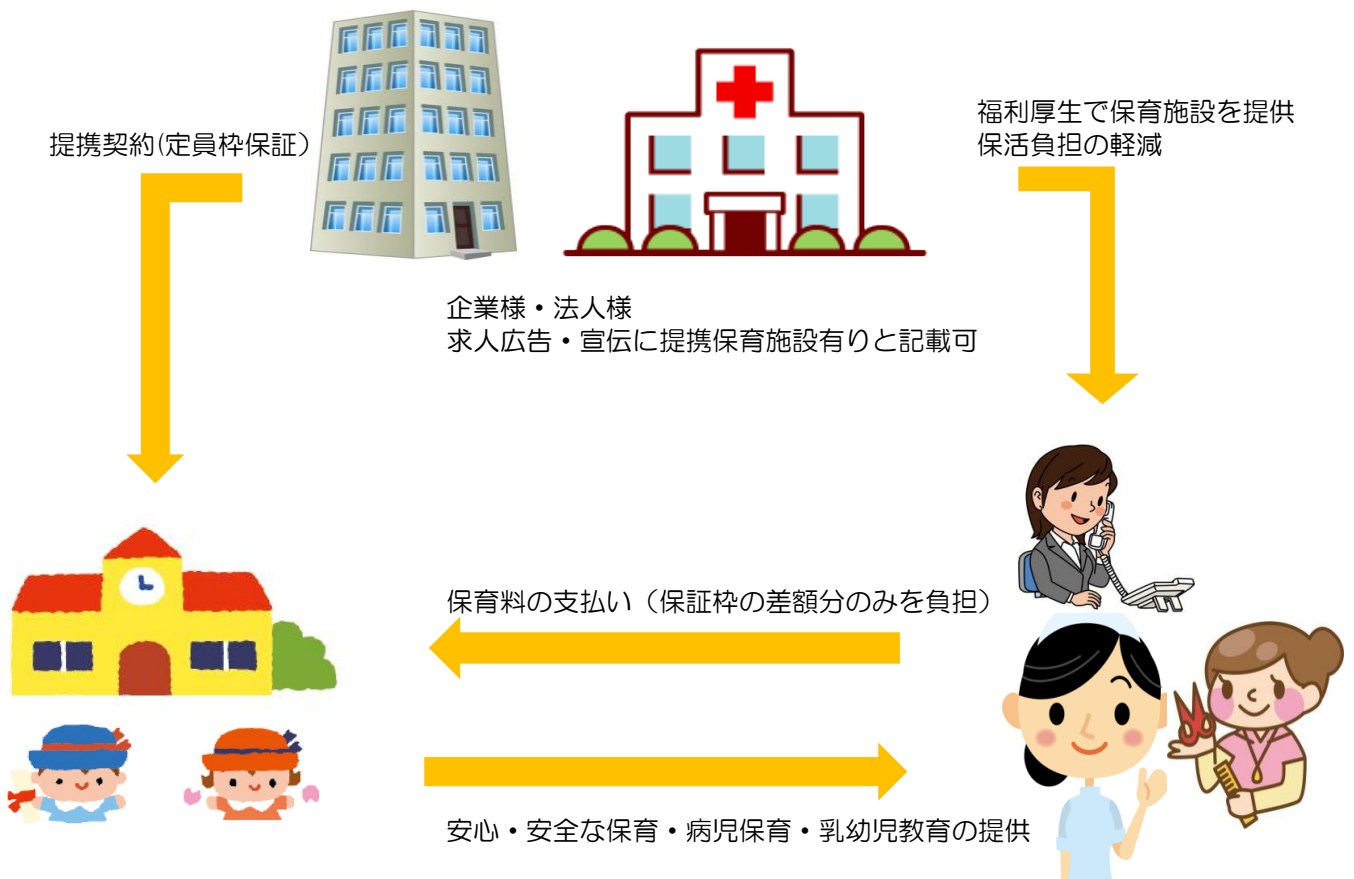 提携契約(定員枠保証)
福利厚生で保育施設を提供
保活負担の軽減
企業様・法人様
求人広告・宣伝に提携保育施設有りと記載可
保育料の支払い（保証枠の差額分のみを負担）
安心・安全な保育・病児保育・乳幼児教育の提供